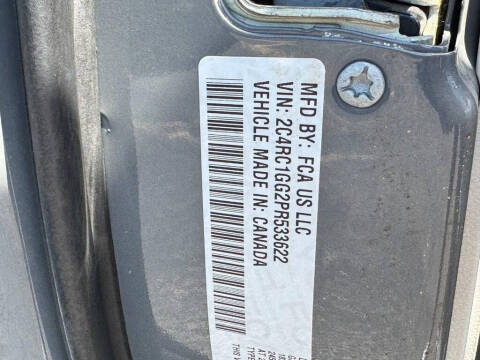 MFD BY: FCA US LLC
VIN: 2C4RC1GG2PR533622
VEHICLE MADE IN: CANADA